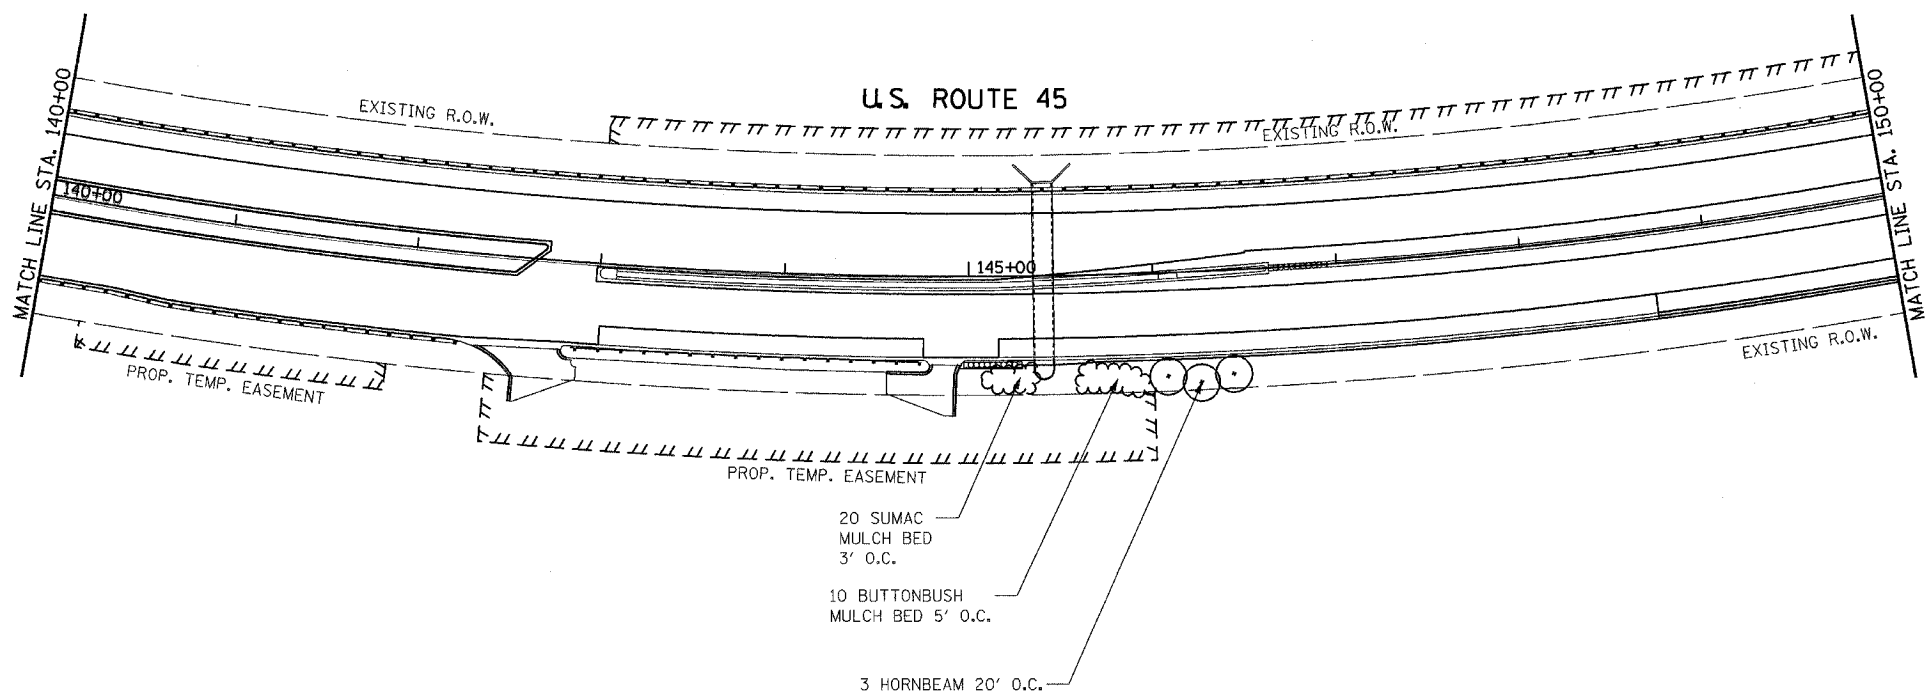 U.S. ROUTE 45
EXISTING R.O.W.
EXISTING R.O.W.
MATCH LINE STA. 140+00
140+00
145+00
MATCH LINE STA. 150+00
EXISTING R.O.W.
PROP. TEMP. EASEMENT
PROP. TEMP. EASEMENT
20 SUMAC
MULCH BED
3' O.C.
10 BUTTONBUSH
MULCH BED 5' O.C.
3 HORNBEAM 20' O.C.